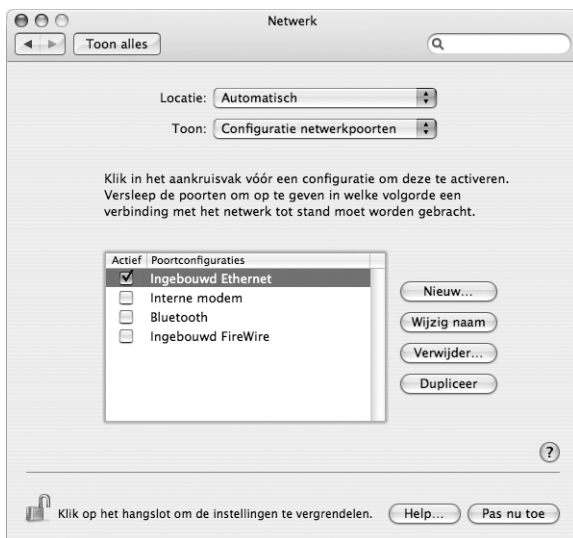 Netwerk
Toon alles
Locatie: Automatisch
Toon: Configuratie netwerkpoorten
Klik in het aankruisvak vóór een configuratie om deze te activeren.
Versleep de poorten om op te geven in welke volgorde een
verbinding met het netwerk tot stand moet worden gebracht.
Actief Poortconfiguraties
Ingebouwd Ethernet
Interne modem
Bluetooth
Ingebouwd FireWire
Nieuw...
Wijzig naam
Verwijder...
Dupliceer
?
Klik op het hangslot om de instellingen te vergrendelen. Help... Pas nu toe